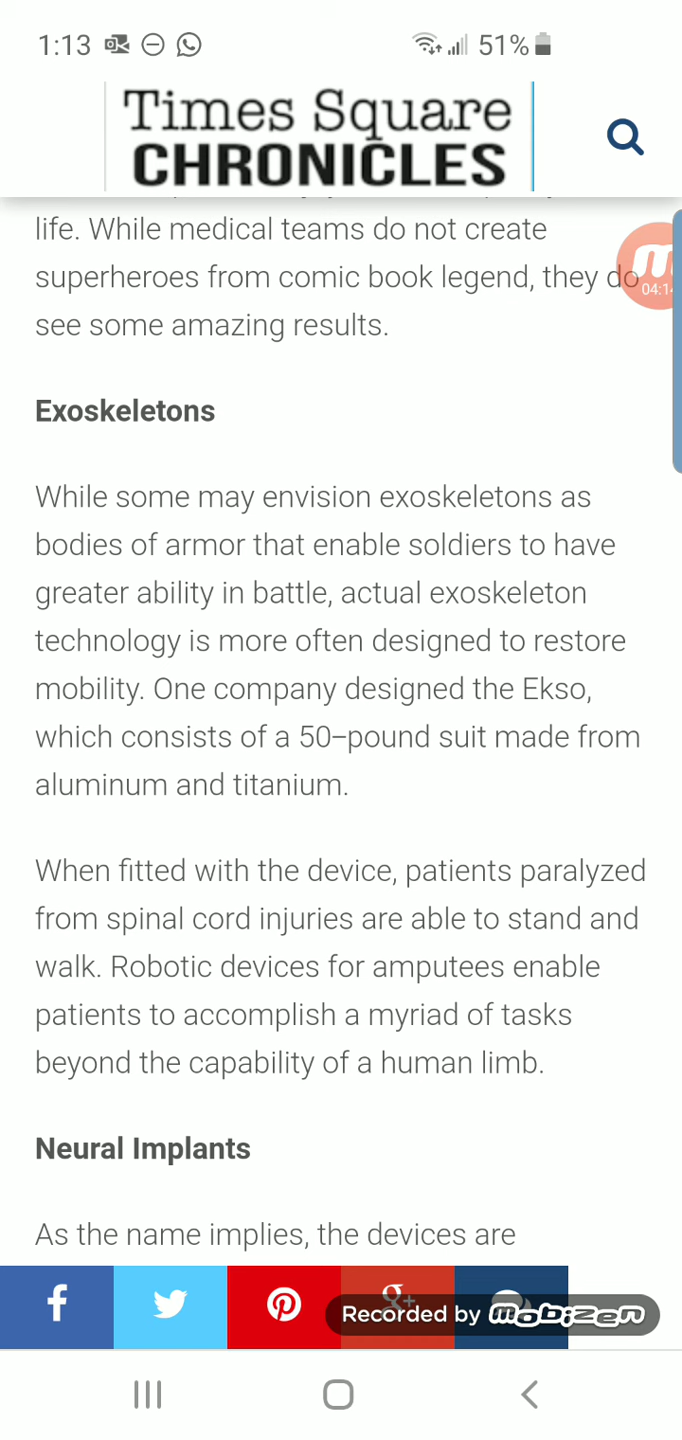 1:13
51%
Times Square
CHRONICLES
life. While medical teams do not create
superheroes from comic book legend, they do
04:1
see some amazing results.
Exoskeletons
While some may envision exoskeletons as
bodies of armor that enable soldiers to have
greater ability in battle, actual exoskeleton
technology is more often designed to restore
mobility. One company designed the Ekso,
which consists of a 50–pound suit made from
aluminum and titanium.
When fitted with the device, patients paralyzed
from spinal cord injuries are able to stand and
walk. Robotic devices for amputees enable
patients to accomplish a myriad of tasks
beyond the capability of a human limb.
Neural Implants
As the name implies, the devices are
Recorded by mobizen